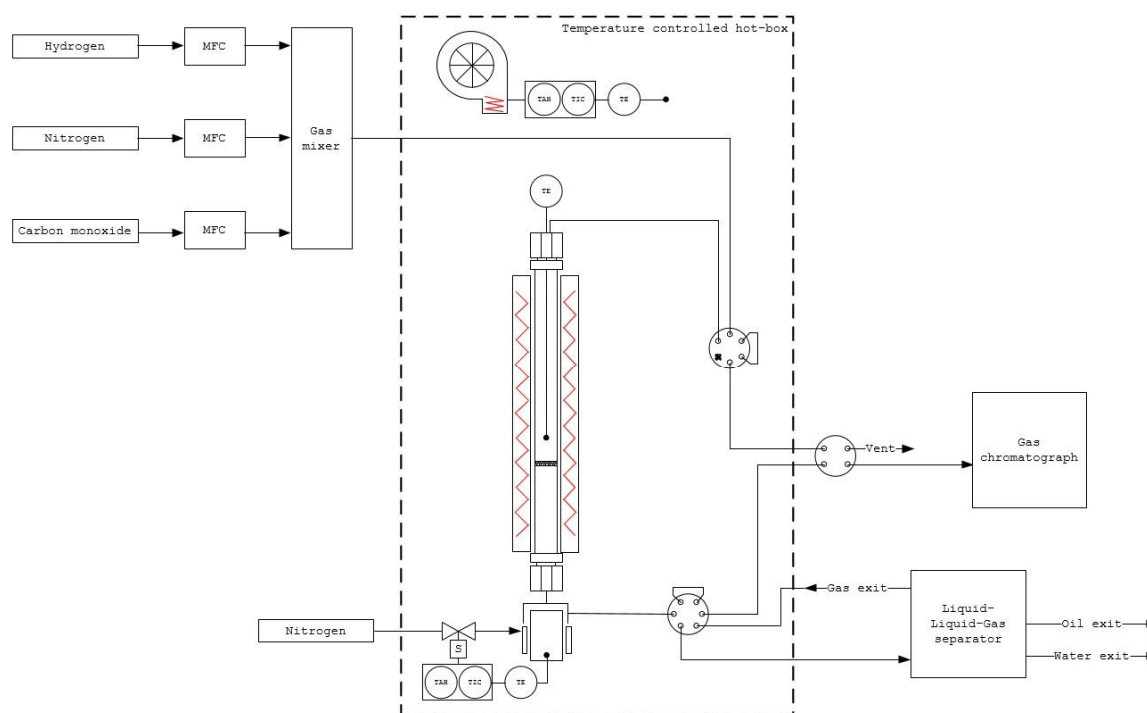 Temperature controlled hot-box
Hydrogen
MFC
TAH
TIC
TE
Nitrogen
MFC
Gas
mixer
TE
Carbon monoxide
MFC
Vent
Gas
chromatograph
Gas exit
Liquid-
Liquid-Gas
separator
Oil exit
Water exit
Nitrogen
S
TAH
TIC
TE